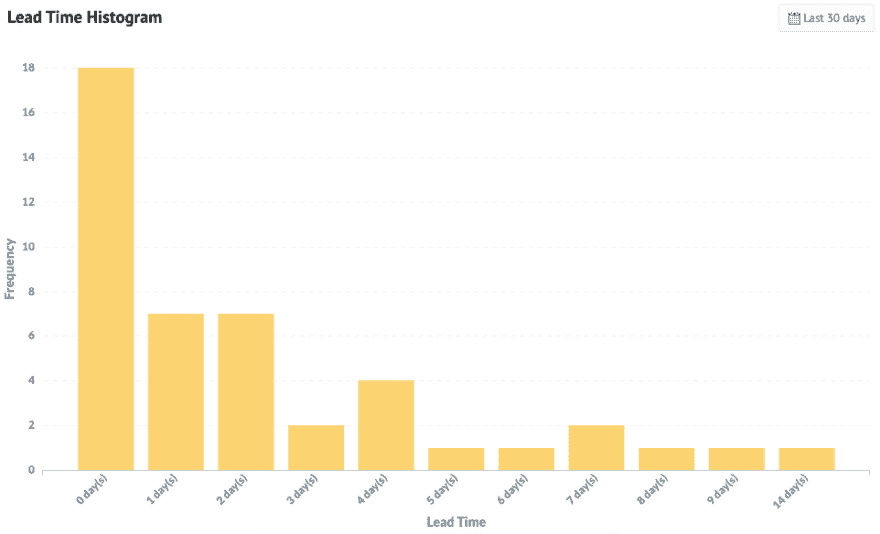 Lead Time Histogram
Last 30 days
Frequency
18
16
14
12
10
8
6
4
2
0
0 day(s)
1 day(s)
2 day(s)
3 day(s)
4 day(s)
5 day(s)
6 day(s)
7 day(s)
8 day(s)
9 day(s)
14 day(s)
Lead Time